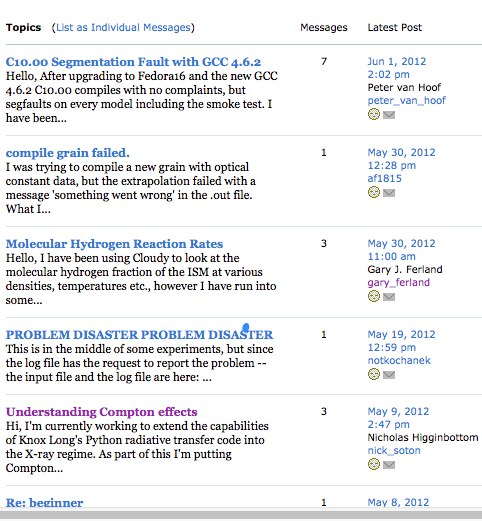 Topics (List as Individual Messages) Messages Latest Post
C10.00 Segmentation Fault with GCC 4.6.2 7 Jun 1, 2012
Hello, After upgrading to Fedora16 and the new GCC 2:02 pm
4.6.2 C10.00 compiles with no complaints, but Peter van Hoof
segfaults on every model including the smoke test. I peter_van_hoof
have been...
compile grain failed. 1 May 30, 2012
I was trying to compile a new grain with optical 12:28 pm
constant data, but the extrapolation failed with a af1815
message 'something went wrong' in the .out file.
What I...
Molecular Hydrogen Reaction Rates 3 May 30, 2012
Hello, I have been using Cloudy to look at the 11:00 am
molecular hydrogen fraction of the ISM at various Gary J. Ferland
densities, temperatures etc., however I have run into gary_ferland
some...
PROBLEM DISASTER PROBLEM DISASTER 1 May 19, 2012
This is in the middle of some experiments, but since 12:59 pm
the log file has the request to report the problem -- notkochanek
the input file and the log file are here: ...
Understanding Compton effects 3 May 9, 2012
Hi, I'm currently working to extend the capabilities 2:47 pm
of Knox Long's Python radiative transfer code into Nicholas Higginbottom
the X-ray regime. As part of this I'm putting nick_soton
Compton...
Re: beginner 1 May 8, 2012